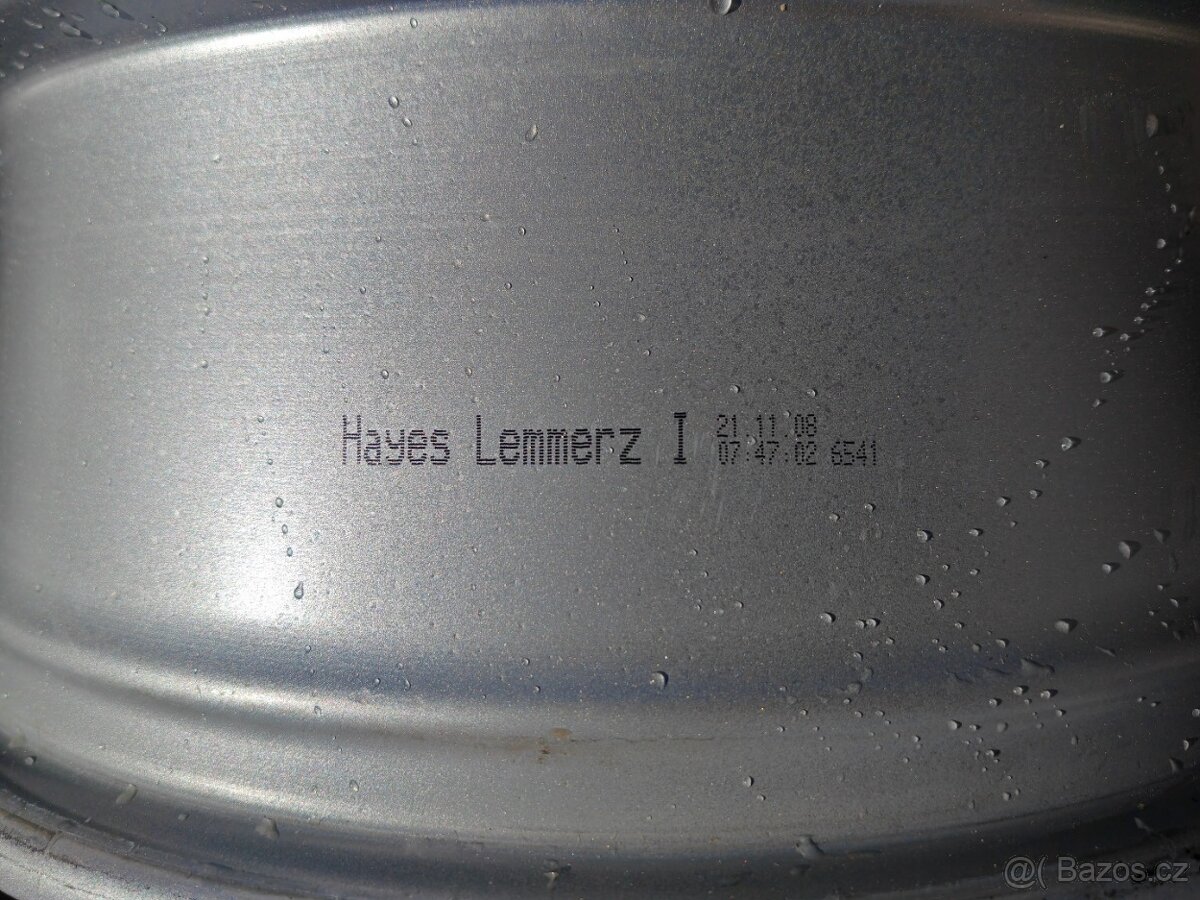 Hayes Lemmerz I
21.11.08
07:47:02 6541
@( Bazos.cz